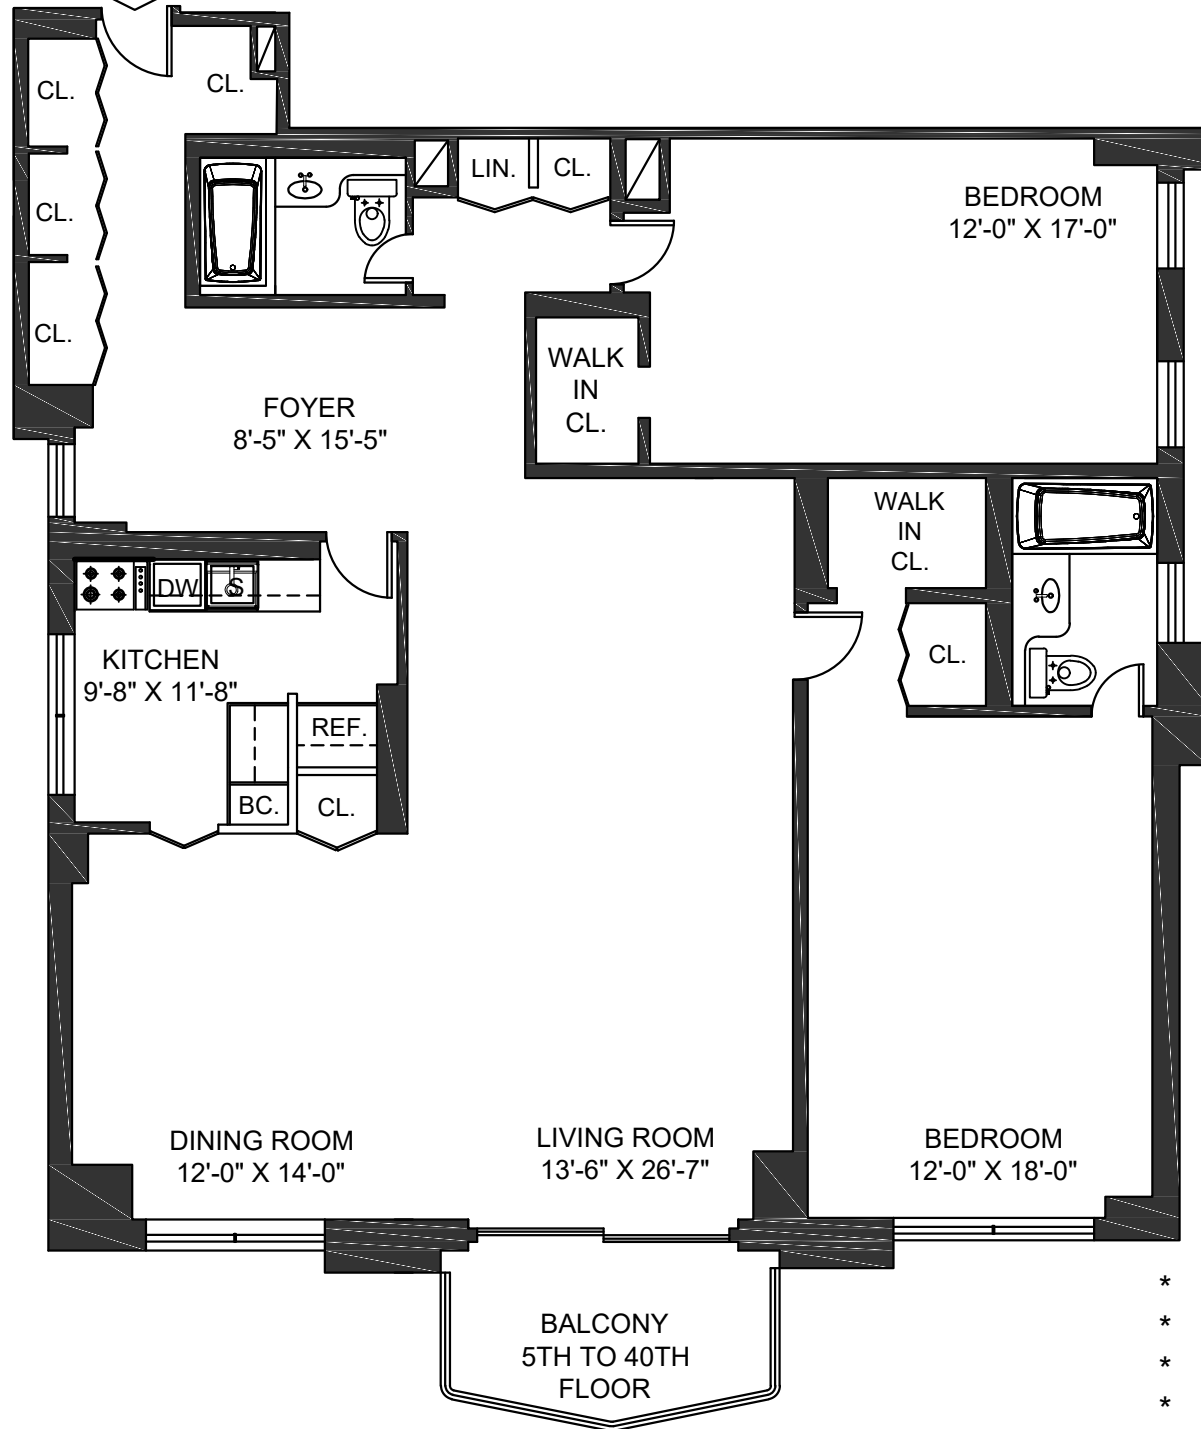 CL.
CL.
LIN.
CL.
BEDROOM
12'-0" X 17'-0"
CL.
CL.
WALK
IN
CL.
FOYER
8'-5" X 15'-5"
WALK
IN
CL.
DW
S
CL.
KITCHEN
9'-8" X 11'-8"
REF.
BC.
CL.
DINING ROOM
12'-0" X 14'-0"
LIVING ROOM
13'-6" X 26'-7"
BEDROOM
12'-0" X 18'-0"
BALCONY
5TH TO 40TH
FLOOR
*
*
*
*